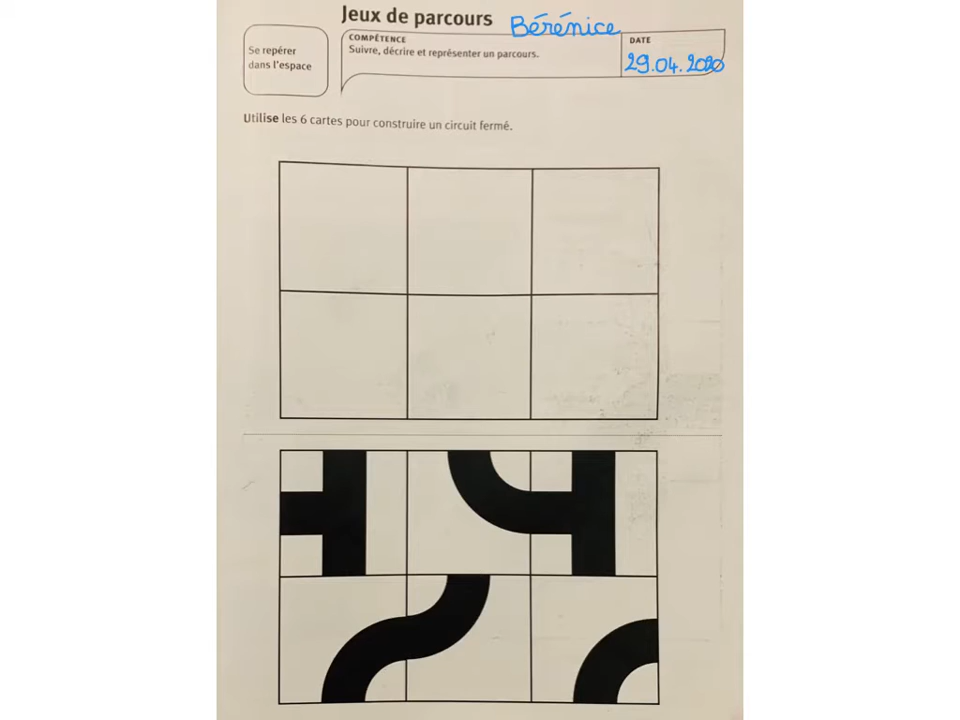 Jeux de parcours Bérénice
Se repérer
dans l'espace
COMPÉTENCE
Suivre, décrire et représenter un parcours.
DATE
29.04.2020
Utilise les 6 cartes pour construire un circuit fermé.